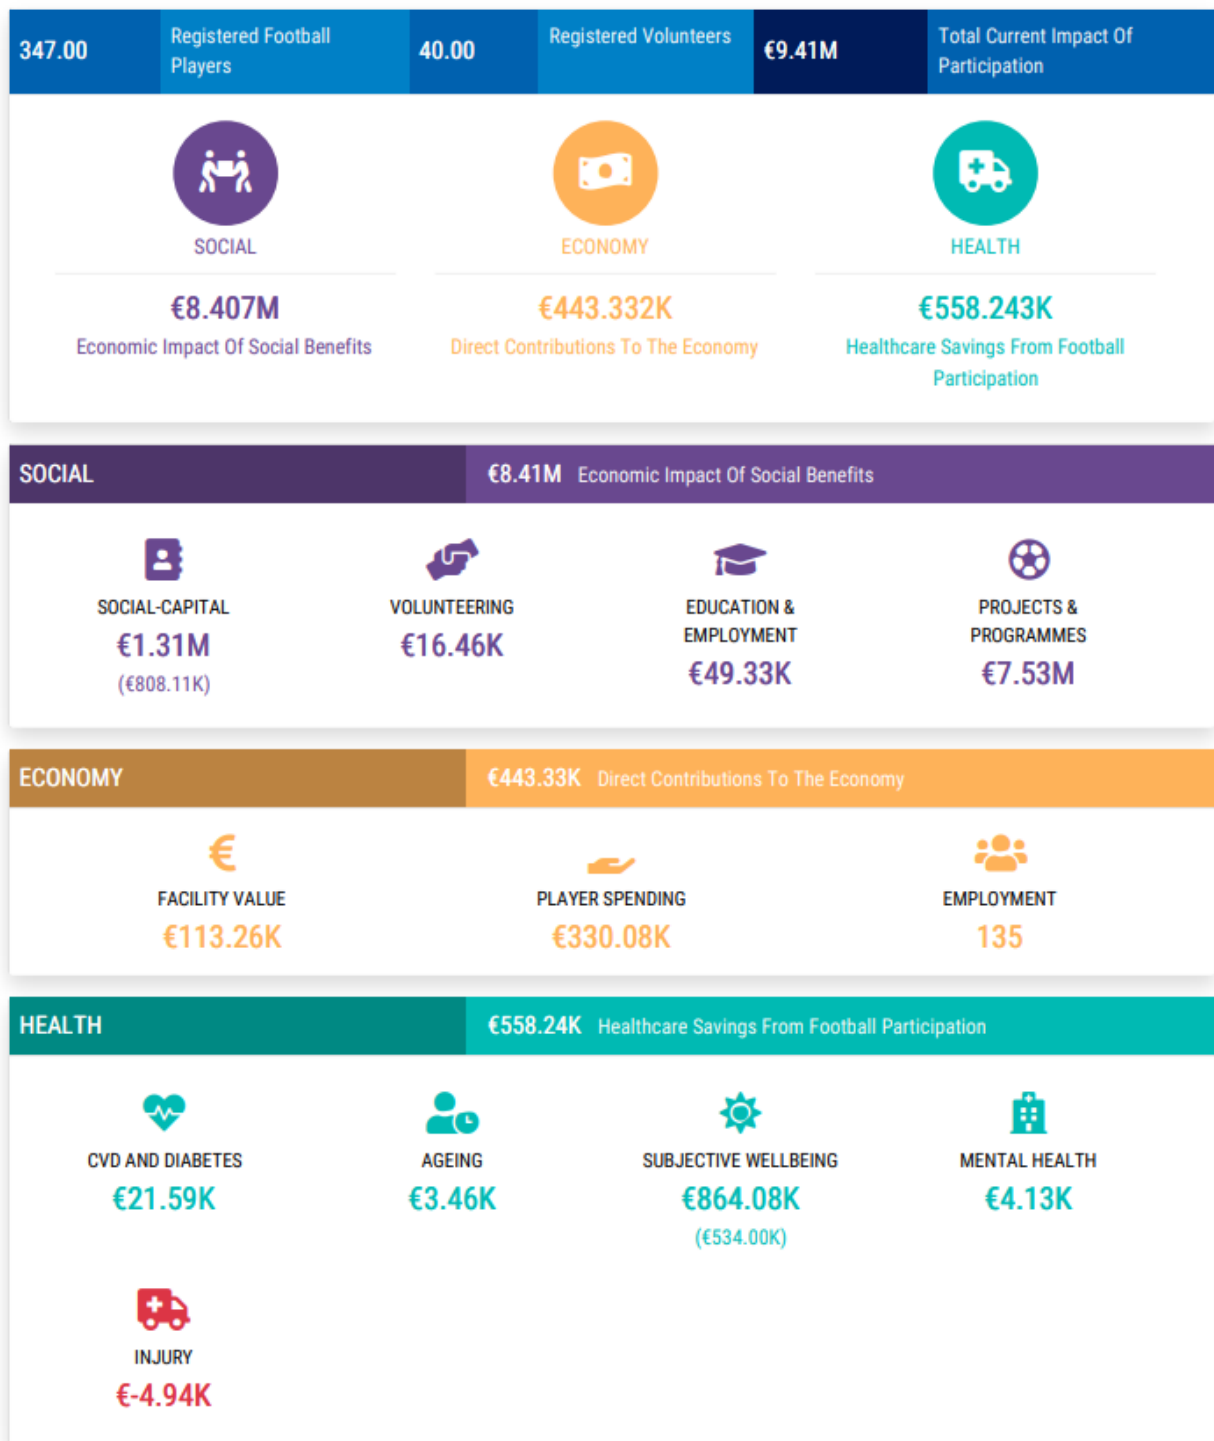 347.00
Registered Football
Players
40.00
Registered Volunteers
€9.41M
Total Current Impact Of
Participation
SOCIAL
€8.407M
Economic Impact Of Social Benefits
ECONOMY
€443.332K
Direct Contributions To The Economy
HEALTH
€558.243K
Healthcare Savings From Football
Participation
SOCIAL
€8.41M Economic Impact Of Social Benefits
SOCIAL-CAPITAL
€1.31M
(€808.11K)
VOLUNTEERING
€16.46K
EDUCATION &
EMPLOYMENT
€49.33K
PROJECTS &
PROGRAMMES
€7.53M
ECONOMY
€443.33K Direct Contributions To The Economy
€
FACILITY VALUE
€113.26K
PLAYER SPENDING
€330.08K
EMPLOYMENT
135
HEALTH
€558.24K Healthcare Savings From Football Participation
CVD AND DIABETES
€21.59K
AGEING
€3.46K
SUBJECTIVE WELLBEING
€864.08K
(€534.00K)
MENTAL HEALTH
€4.13K
INJURY
€-4.94K